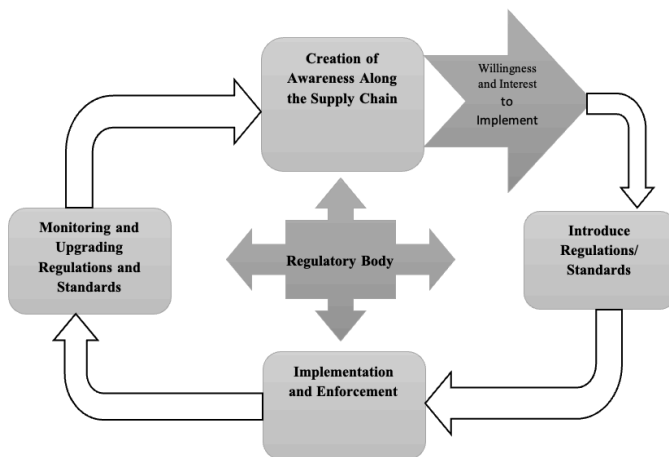 Creation of
Awareness Along
the Supply Chain
Willingness
and Interest
to
Implement
Monitoring and
Upgrading
Regulations and
Standards
Regulatory Body
Introduce
Regulations/
Standards
Implementation
and Enforcement